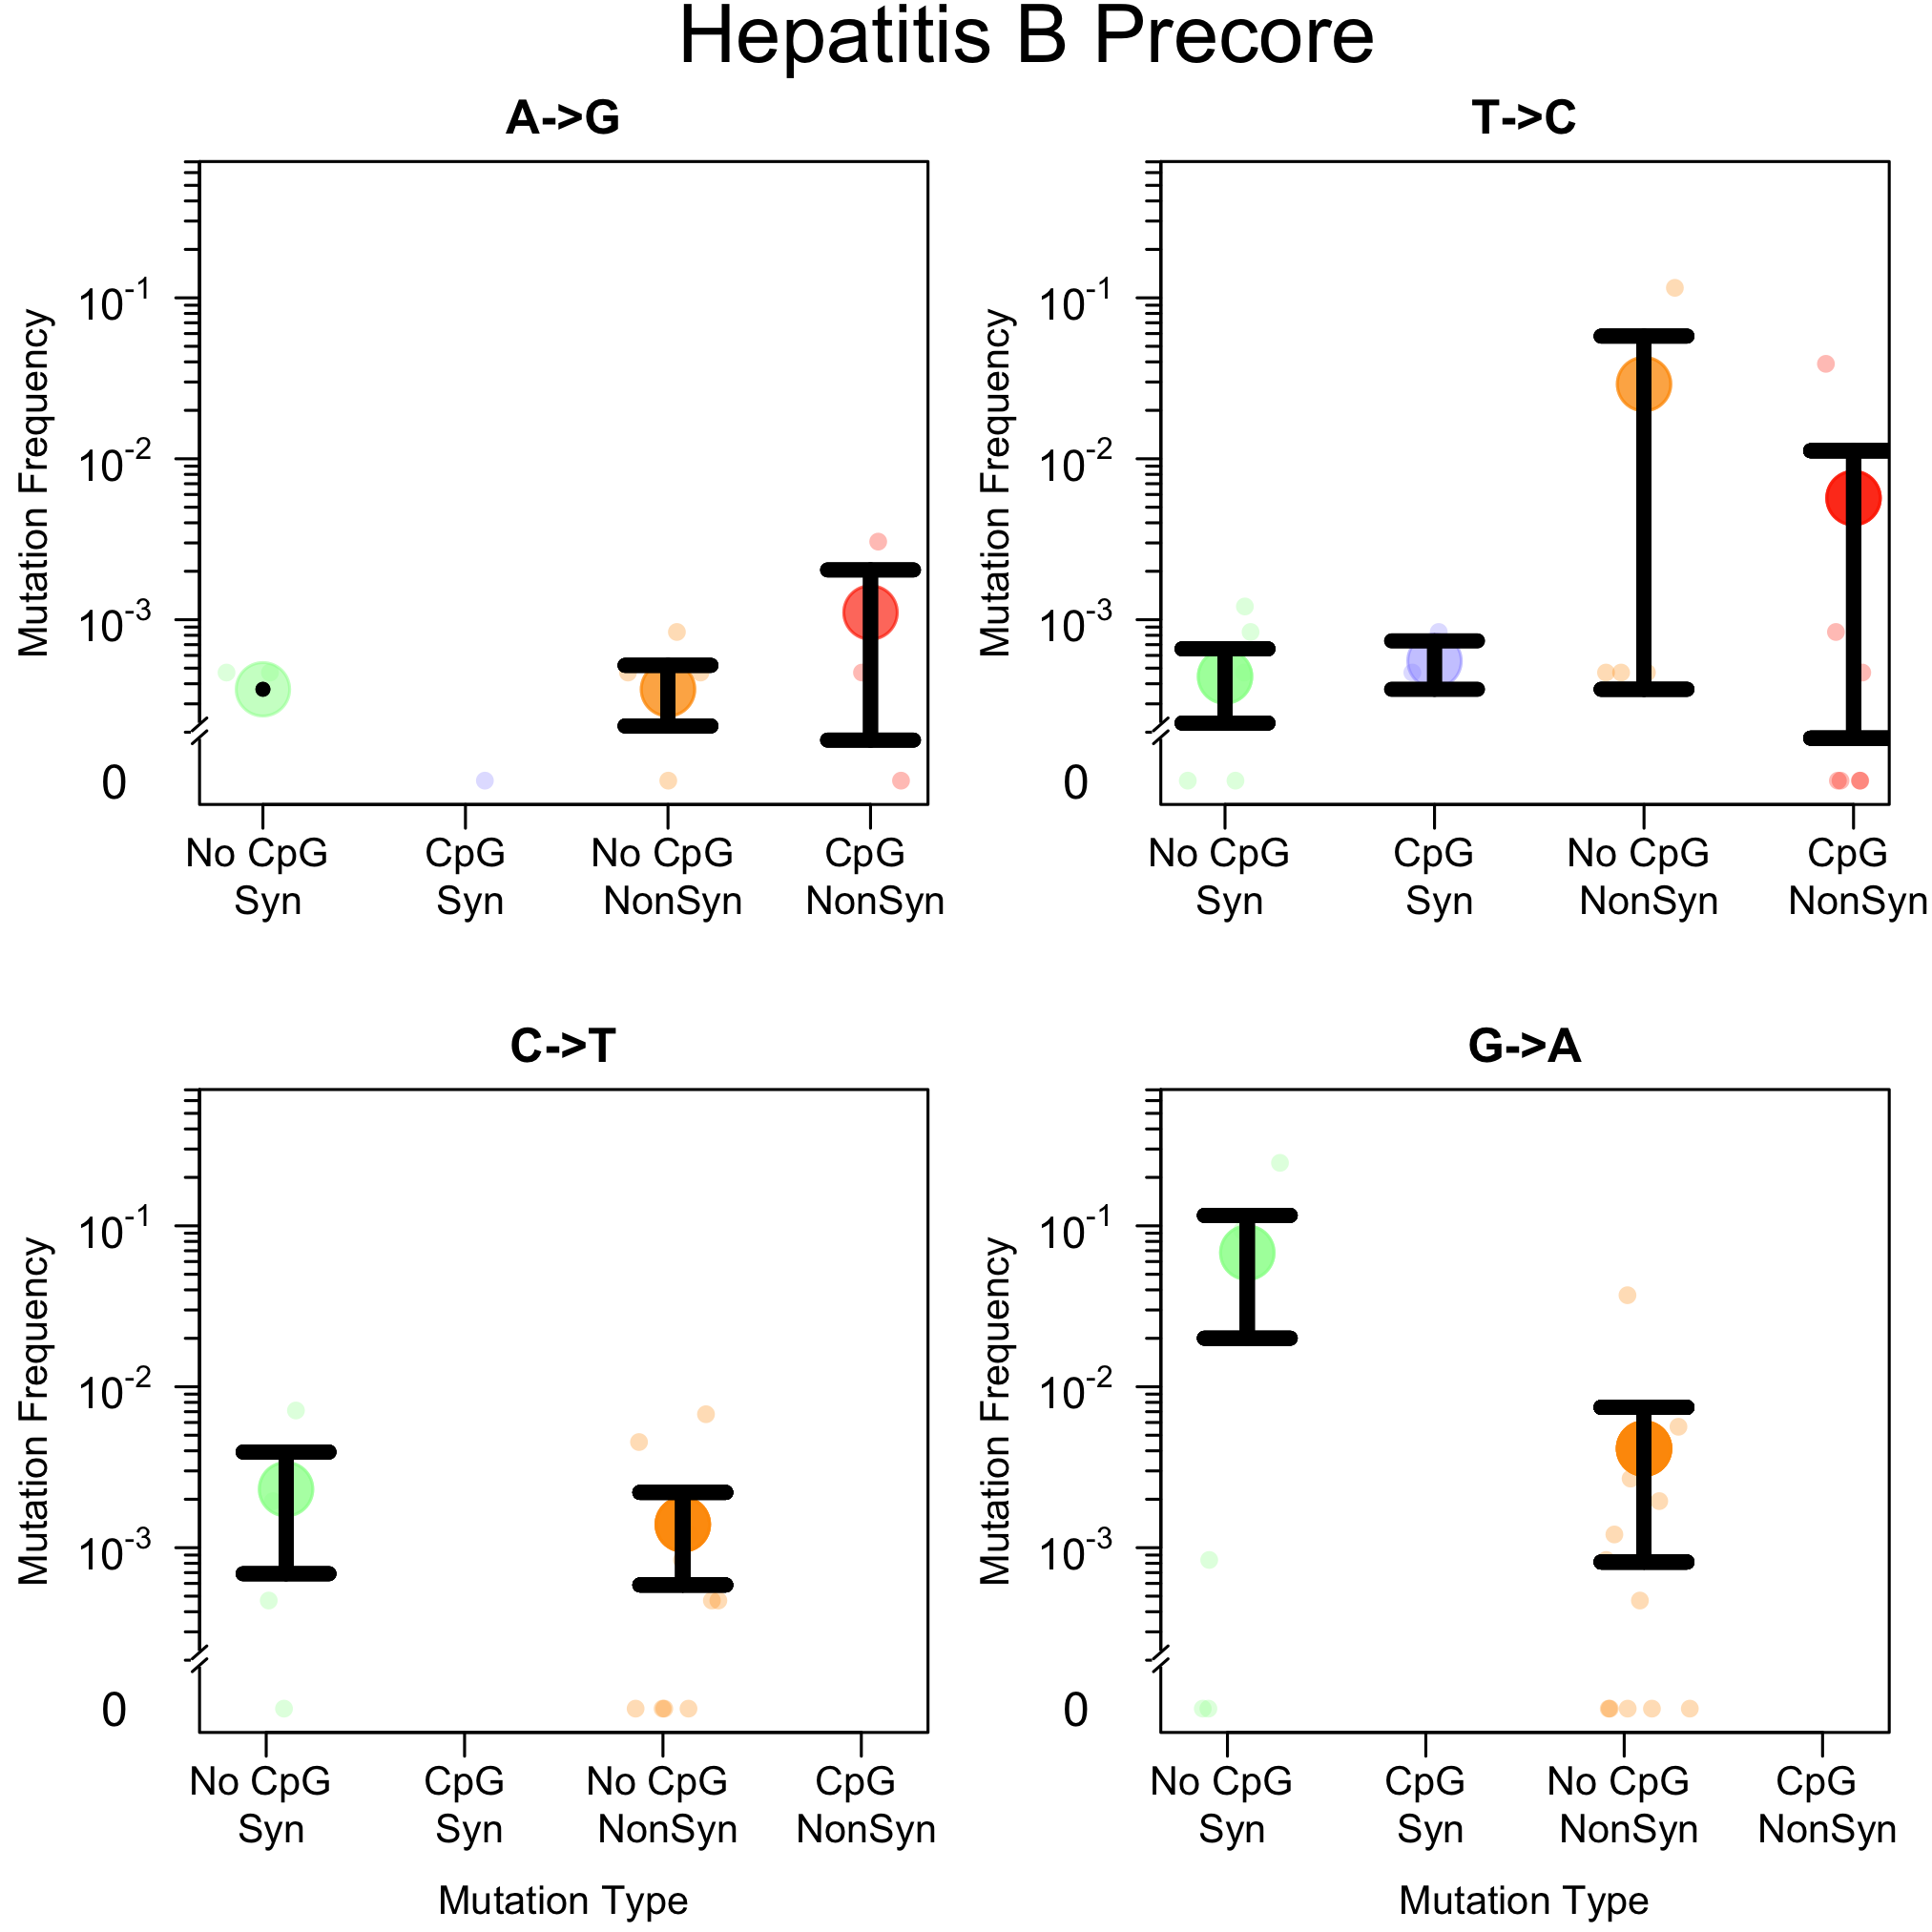 Hepatitis B Precore
A->G
Mutation Frequency
10-1
10-2
10-3
0
No CpG CpG No CpG CpG
Syn Syn NonSyn NonSyn
T->C
Mutation Frequency
10-1
10-2
10-3
0
No CpG CpG No CpG CpG
Syn Syn NonSyn NonSyn
C->T
Mutation Frequency
10-1
10-2
10-3
0
No CpG CpG No CpG CpG
Syn Syn NonSyn NonSyn
Mutation Type
G->A
Mutation Frequency
10-1
10-2
10-3
0
No CpG CpG No CpG CpG
Syn Syn NonSyn NonSyn
Mutation Type